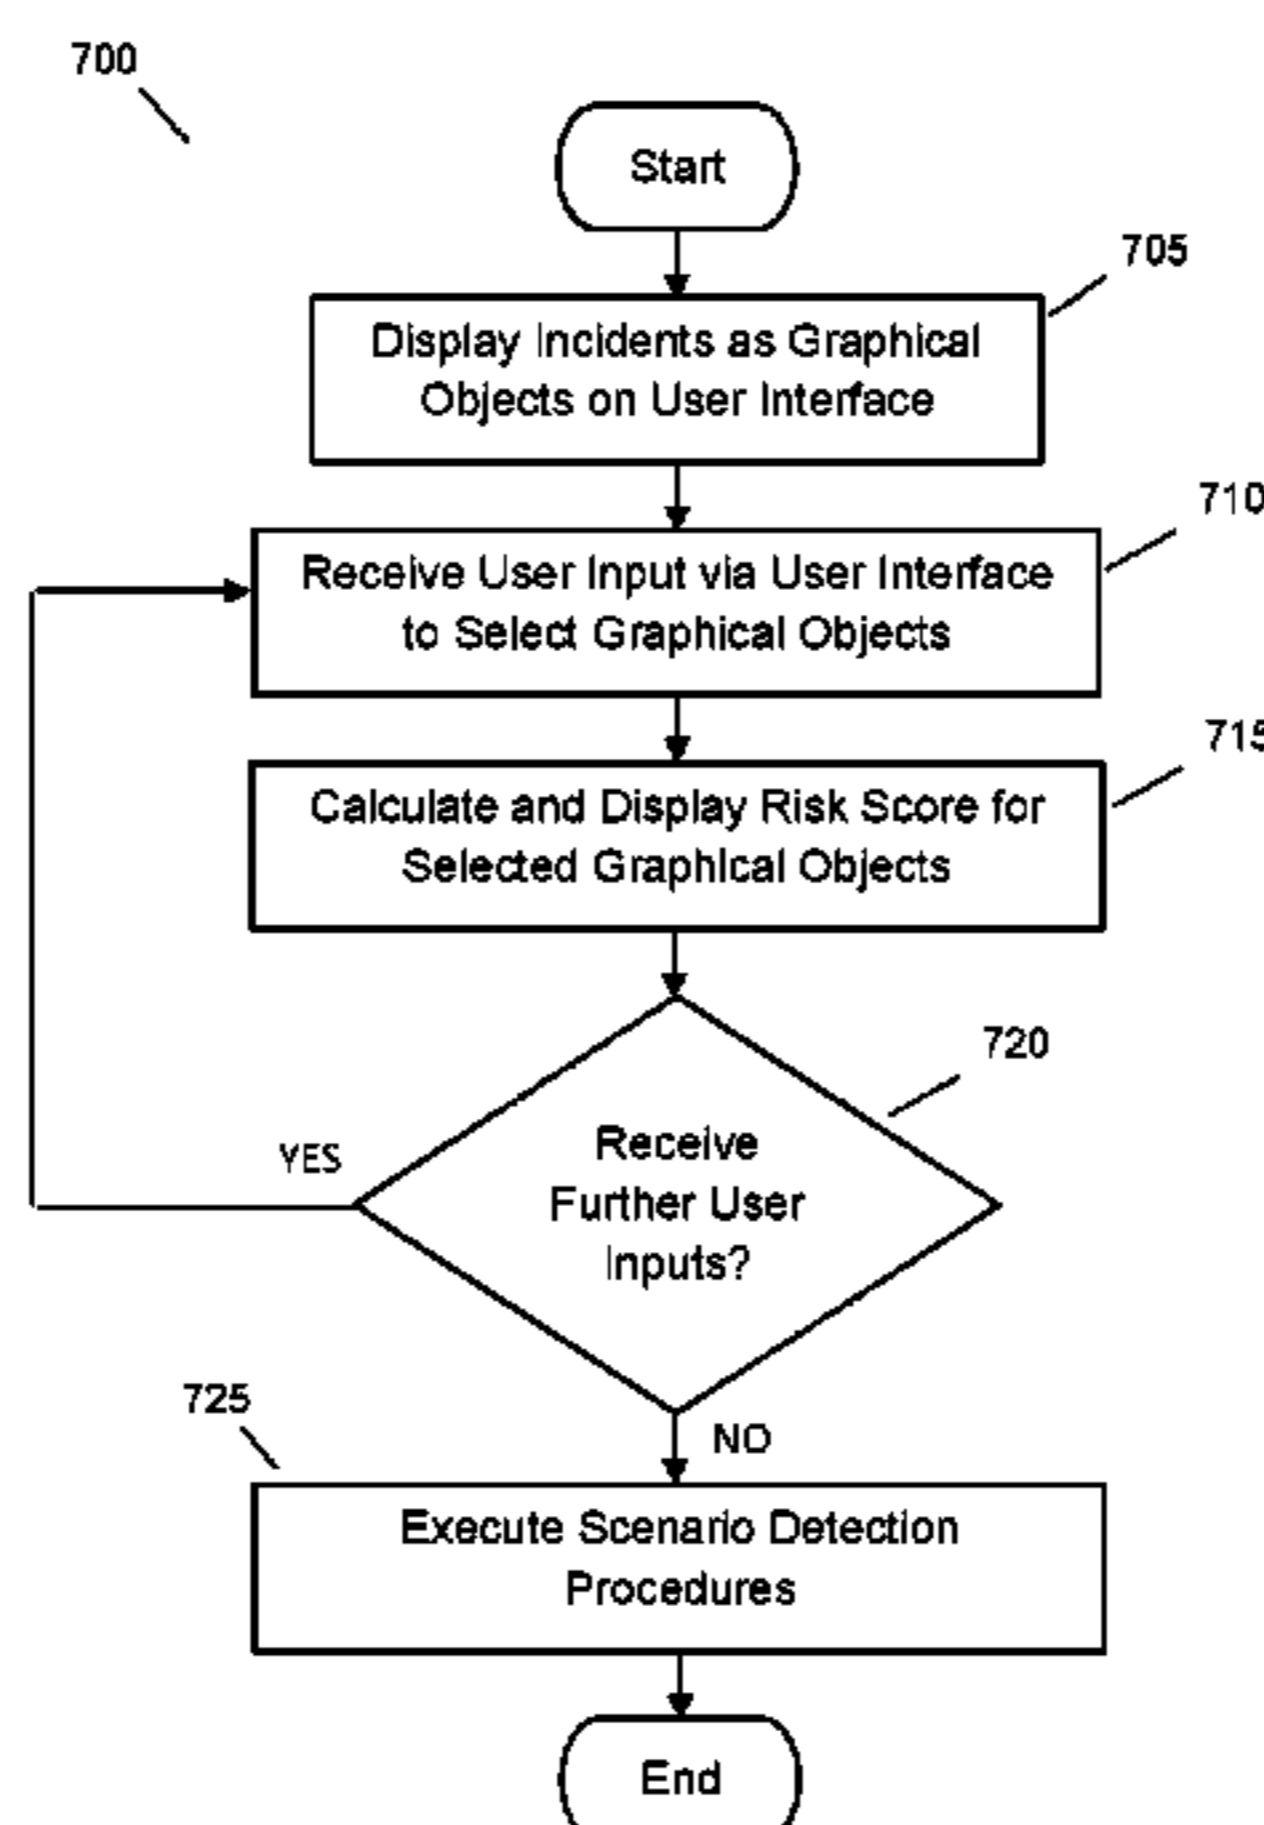 700
Start
705
Display Incidents as Graphical
Objects on User Interface
710
Receive User Input via User Interface
to Select Graphical Objects
715
Calculate and Display Risk Score for
Selected Graphical Objects
720
Receive
Further User
Inputs?
YES
725
NO
Execute Scenario Detection
Procedures
End